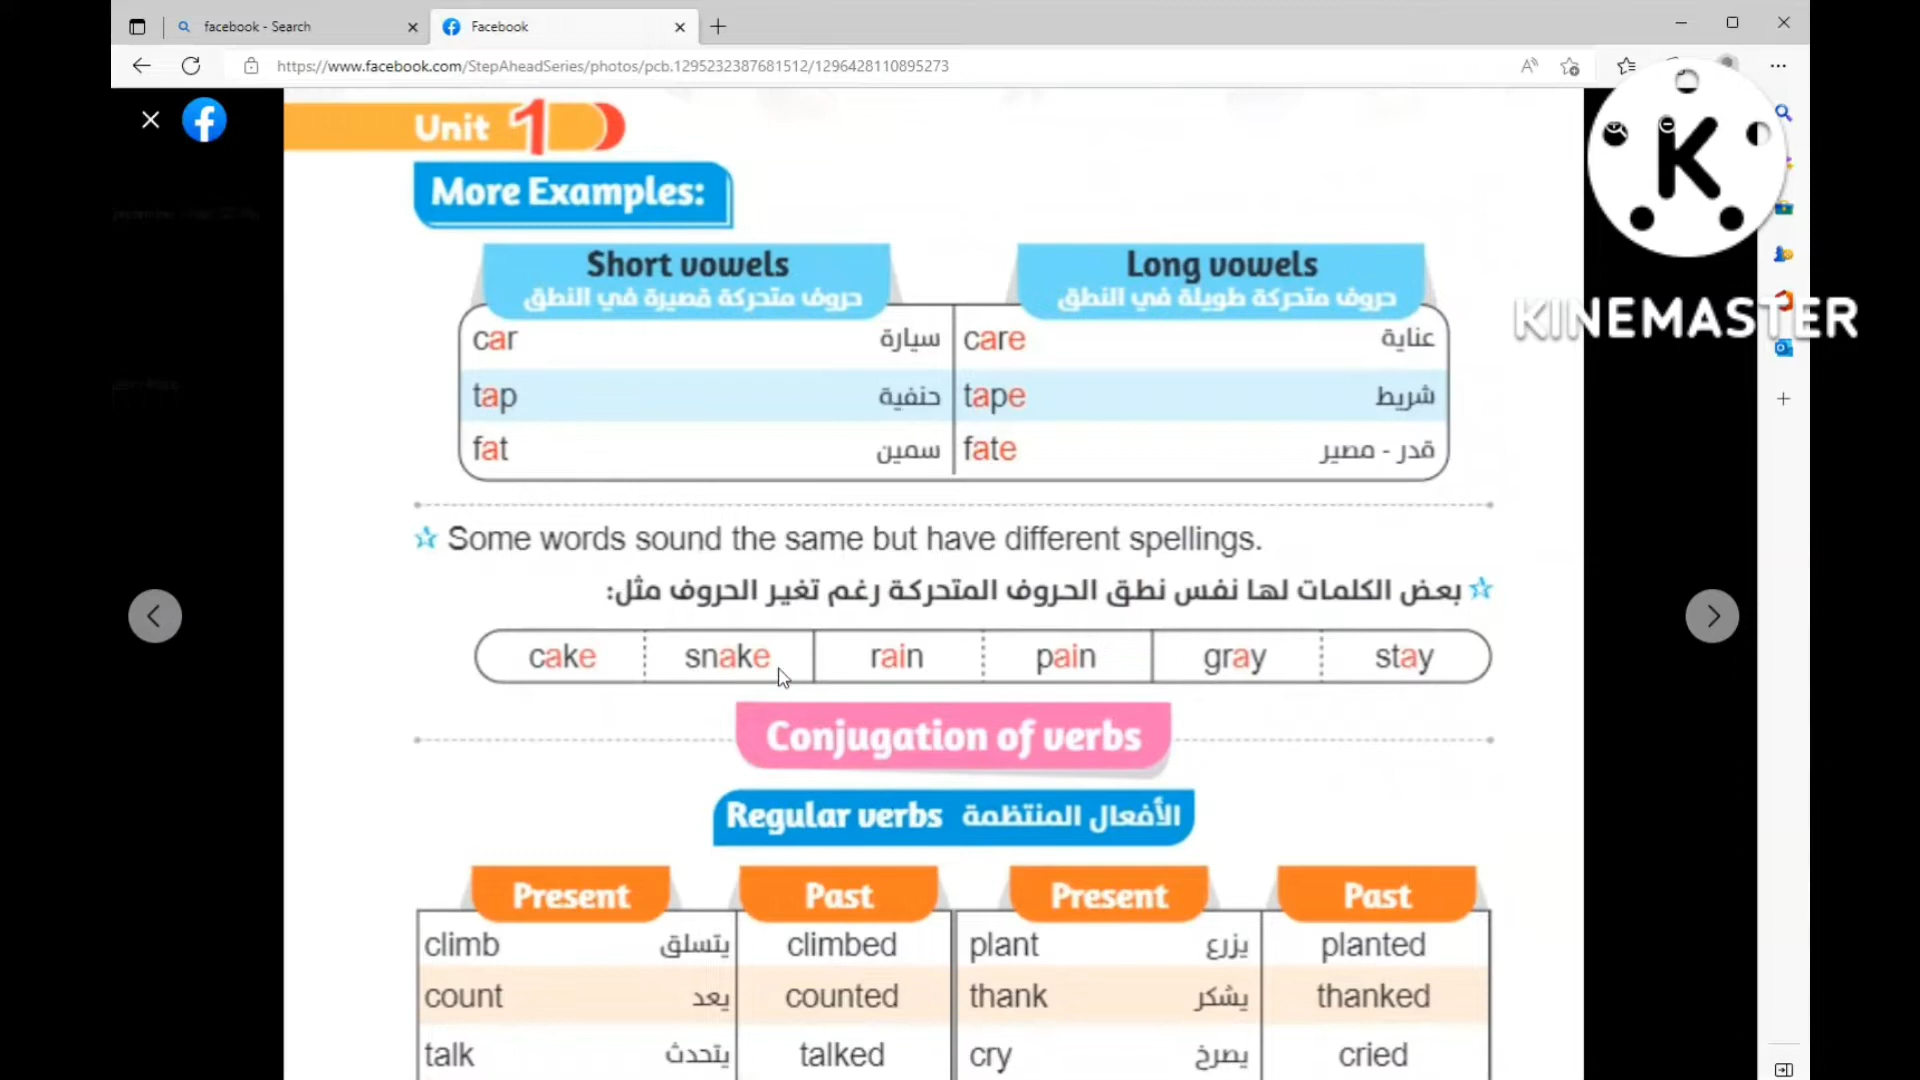 facebook - Search
Facebook
https://www.facebook.com/StepAheadSeries/photos/pcb.1295232387681512/1296428110895273
Unit 1
More Examples:
K
KINEMASTER
Short vowels
حروف متحركة قصيرة في النطق
Long vowels
حروف متحركة طويلة في النطق
car سيارة care عناية
tap حنفية tape شريط
fat سمين fate قدر - مصير
Some words sound the same but have different spellings.
بعض الكلمات لها نفس نطق الحروف المتحركة رغم تغير الحروف مثل:
cake snake rain pain gray stay
Conjugation of verbs
Regular verbs الأفعال المنتظمة
Present Past Present Past
climb يتسلق climbed plant يزرع planted
count يعد counted thank يشكر thanked
talk يتحدث talked cry يصرخ cried